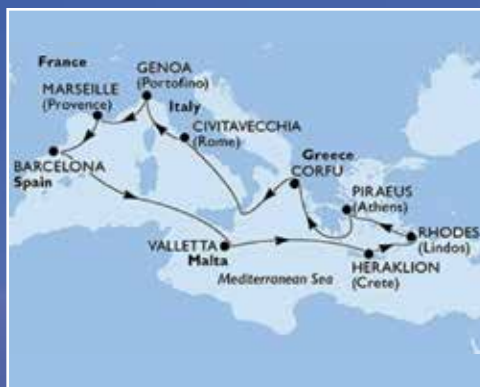 France
GENOA
(Portofino)
MARSEILLE
(Provence)
Italy
CIVITAVECCHIA
(Rome)
BARCELONA
Spain
Greece
CORFU
PIRAEUS
(Athens)
RHODES
(Lindos)
VALLETTA
Malta
HERAKLION
(Crete)
Mediterranean Sea